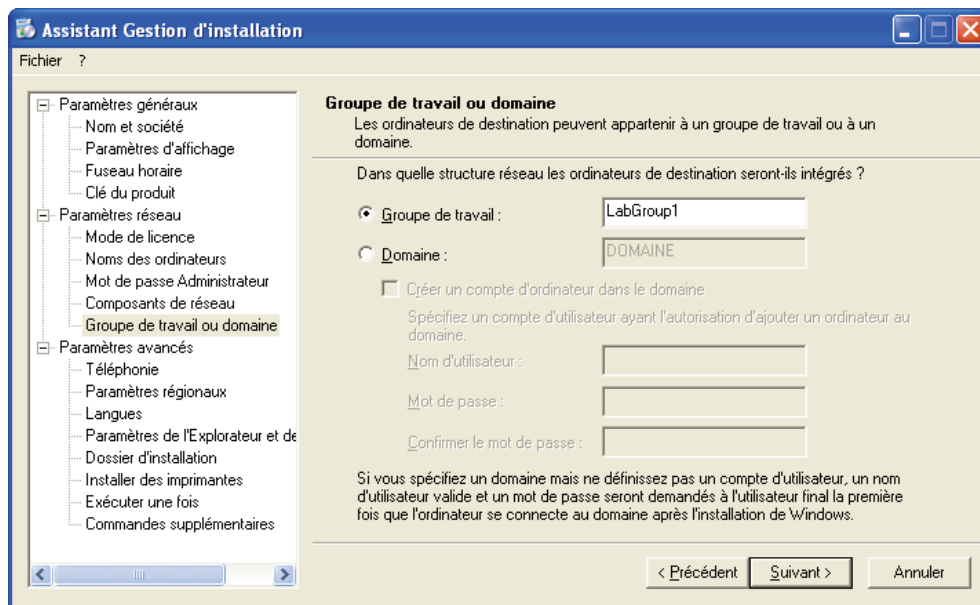 Assistant Gestion d'installation
Fichier ?
Paramètres généraux
Nom et société
Paramètres d'affichage
Fuseau horaire
Clé du produit
Paramètres réseau
Mode de licence
Noms des ordinateurs
Mot de passe Administrateur
Composants de réseau
Groupe de travail ou domaine
Paramètres avancés
Téléphonie
Paramètres régionaux
Langues
Paramètres de l'Explorateur et de
Dossier d'installation
Installer des imprimantes
Exécuter une fois
Commandes supplémentaires
Groupe de travail ou domaine
Les ordinateurs de destination peuvent appartenir à un groupe de travail ou à un
domaine.
Dans quelle structure réseau les ordinateurs de destination seront-ils intégrés ?
Groupe de travail : LabGroup1
Domaine : DOMAINE
Créer un compte d'ordinateur dans le domaine
Spécifiez un compte d'utilisateur ayant l'autorisation d'ajouter un ordinateur au
domaine.
Nom d'utilisateur :
Mot de passe :
Confirmer le mot de passe :
Si vous spécifiez un domaine mais ne définissez pas un compte d'utilisateur, un nom
d'utilisateur valide et un mot de passe seront demandés à l'utilisateur final la première
fois que l'ordinateur se connecte au domaine après l'installation de Windows.
< Précédent Suivant > Annuler